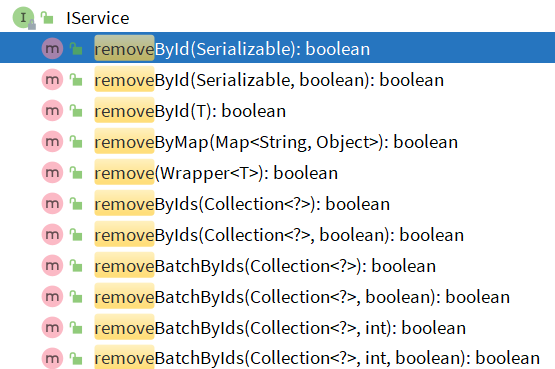 I IService
m removeById(Serializable): boolean
m removeById(Serializable, boolean): boolean
m removeById(T): boolean
m removeByMap(Map<String, Object>): boolean
m remove(Wrapper<T>): boolean
m removeByIds(Collection<?>): boolean
m removeByIds(Collection<?>, boolean): boolean
m removeBatchByIds(Collection<?>): boolean
m removeBatchByIds(Collection<?>, boolean): boolean
m removeBatchByIds(Collection<?>, int): boolean
m removeBatchByIds(Collection<?>, int, boolean): boolean